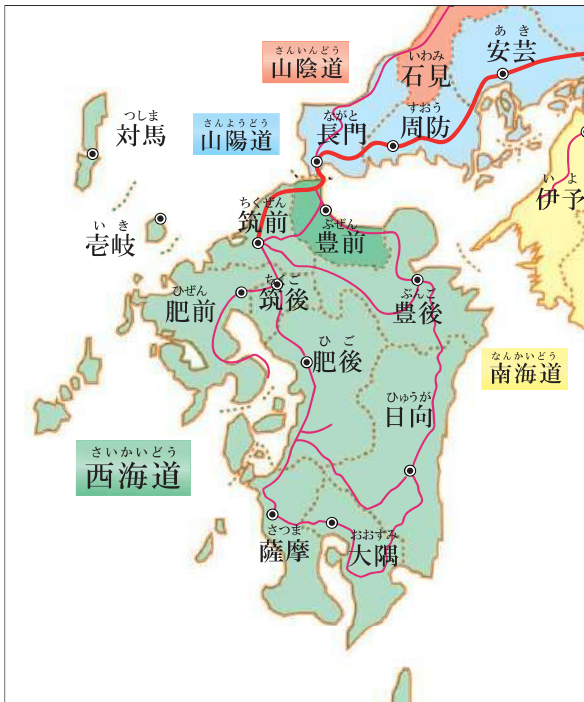 さんいんどう
山陰道
いわみ
石見
あき
安芸
つしま
対馬
さんようどう
山陽道
ながと
長門
すおう
周防
いよ
伊予
いき
壱岐
ちくぜん
筑前
ぶぜん
豊前
ひぜん
肥前
ちくご
筑後
ぶんご
豊後
ひご
肥後
なんかいどう
南海道
ひゅうが
日向
さいかいどう
西海道
さつま
薩摩
おおすみ
大隅